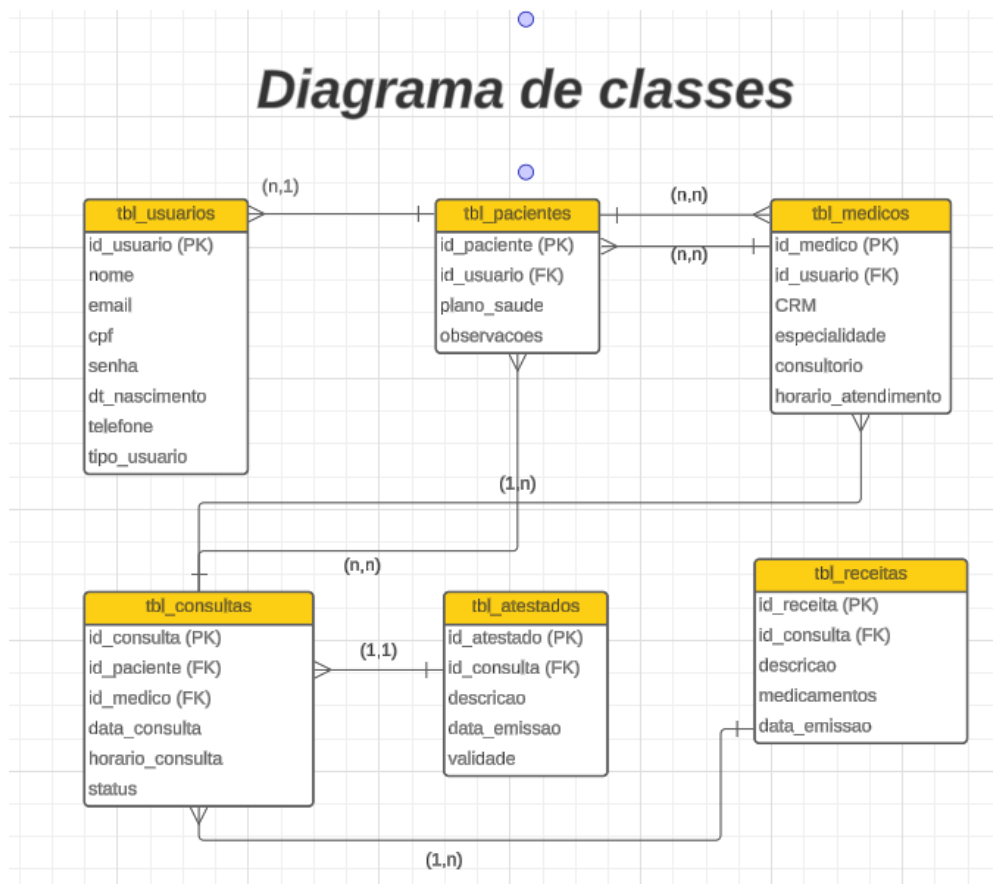 Diagrama de classes
(n,1)
(n,n)
(n,n)
tbl_usuarios
id_usuario (PK)
nome
email
cpf
senha
dt_nascimento
telefone
tipo_usuario
tbl_pacientes
id_paciente (PK)
id_usuario (FK)
plano_saude
observacoes
tbl_medicos
id_medico (PK)
id_usuario (FK)
CRM
especialidade
consultorio
horario_atendimento
(1,n)
(n,n)
tbl_consultas
id_consulta (PK)
id_paciente (FK)
id_medico (FK)
data_consulta
horario_consulta
status
(1,1)
tbl_atestados
id_atestado (PK)
id_consulta (FK)
descricao
data_emissao
validade
tbl_receitas
id_receita (PK)
id_consulta (FK)
descricao
medicamentos
data_emissao
(1,n)